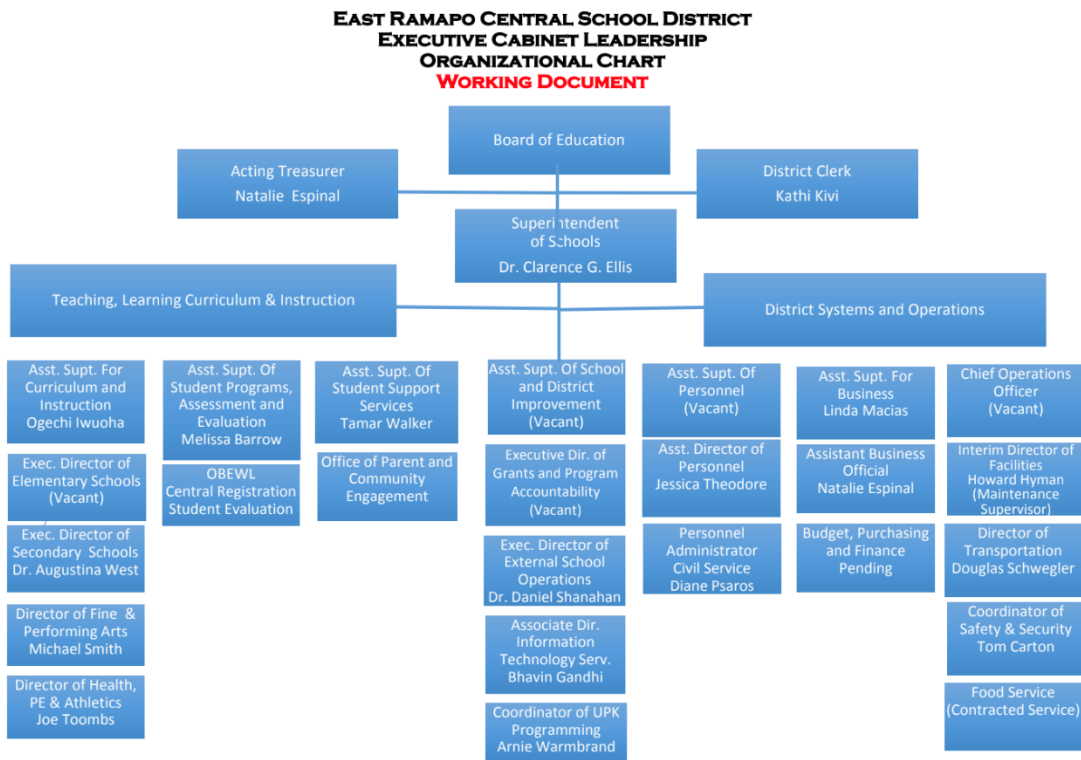 EAST RAMAPO CENTRAL SCHOOL DISTRICT
EXECUTIVE CABINET LEADERSHIP
ORGANIZATIONAL CHART
WORKING DOCUMENT
Board of Education
Acting Treasurer
Natalie Espinal
District Clerk
Kathi Kivi
Superintendent
of Schools
Dr. Clarence G. Ellis
Teaching, Learning Curriculum & Instruction
District Systems and Operations
Asst. Supt. For
Curriculum and
Instruction
Ogechi Iwuoha
Exec. Director of
Elementary Schools
(Vacant)
Exec. Director of
Secondary Schools
Dr. Augustina West
Director of Fine &
Performing Arts
Michael Smith
Director of Health,
PE & Athletics
Joe Toombs
Asst. Supt. Of
Student Programs,
Assessment and
Evaluation
Melissa Barrow
OBEWL
Central Registration
Student Evaluation
Asst. Supt. Of
Student Support
Services
Tamar Walker
Office of Parent and
Community
Engagement
Asst. Supt. Of School
and District
Improvement
(Vacant)
Executive Dir. of
Grants and Program
Accountability
(Vacant)
Exec. Director of
External School
Operations
Dr. Daniel Shanahan
Associate Dir.
Information
Technology Serv.
Bhavin Gandhi
Coordinator of UPK
Programming
Arnie Warmbrand
Asst. Supt. Of
Personnel
(Vacant)
Asst. Director of
Personnel
Jessica Theodore
Personnel
Administrator
Civil Service
Diane Psaros
Asst. Supt. For
Business
Linda Macias
Assistant Business
Official
Natalie Espinal
Budget, Purchasing
and Finance
Pending
Chief Operations
Officer
(Vacant)
Interim Director of
Facilities
Howard Hyman
(Maintenance
Supervisor)
Director of
Transportation
Douglas Schwegler
Coordinator of
Safety & Security
Tom Carton
Food Service
(Contracted Service)